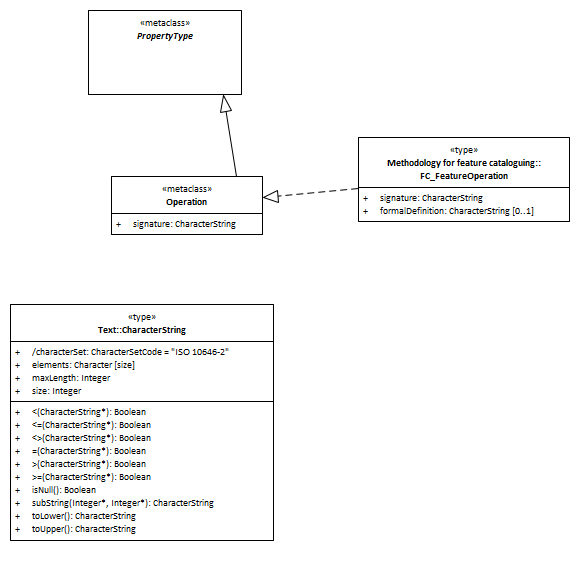 «metaclass»
PropertyType
«type»
Methodology for feature cataloguing::
FC_FeatureOperation
+ signature: CharacterString
+ formalDefinition: CharacterString [0..1]
«metaclass»
Operation
+ signature: CharacterString
«type»
Text::CharacterString
+ /characterSet: CharacterSetCode = "ISO 10646-2"
+ elements: Character [size]
+ maxLength: Integer
+ size: Integer
+ <(CharacterString*): Boolean
+ <=(CharacterString*): Boolean
+ <>(CharacterString*): Boolean
+ =(CharacterString*): Boolean
+ >(CharacterString*): Boolean
+ >=(CharacterString*): Boolean
+ isNull(): Boolean
+ subString(Integer*, Integer*): CharacterString
+ toLower(): CharacterString
+ toUpper(): CharacterString